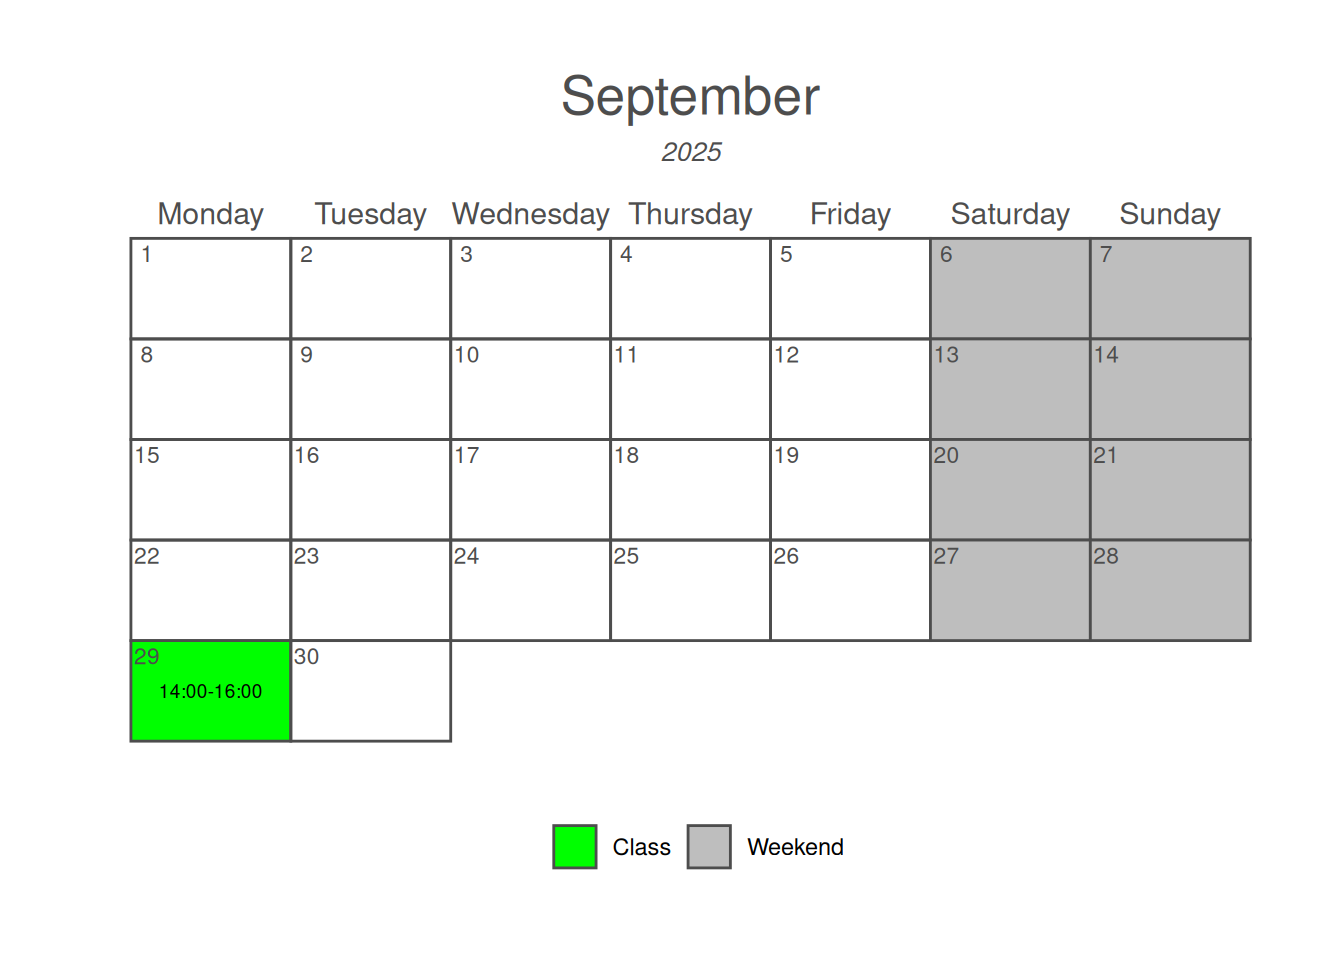 September
2025
Monday Tuesday Wednesday Thursday Friday Saturday Sunday
1 2 3 4 5 6 7
8 9 10 11 12 13 14
15 16 17 18 19 20 21
22 23 24 25 26 27 28
29 30
14:00-16:00
Class Weekend